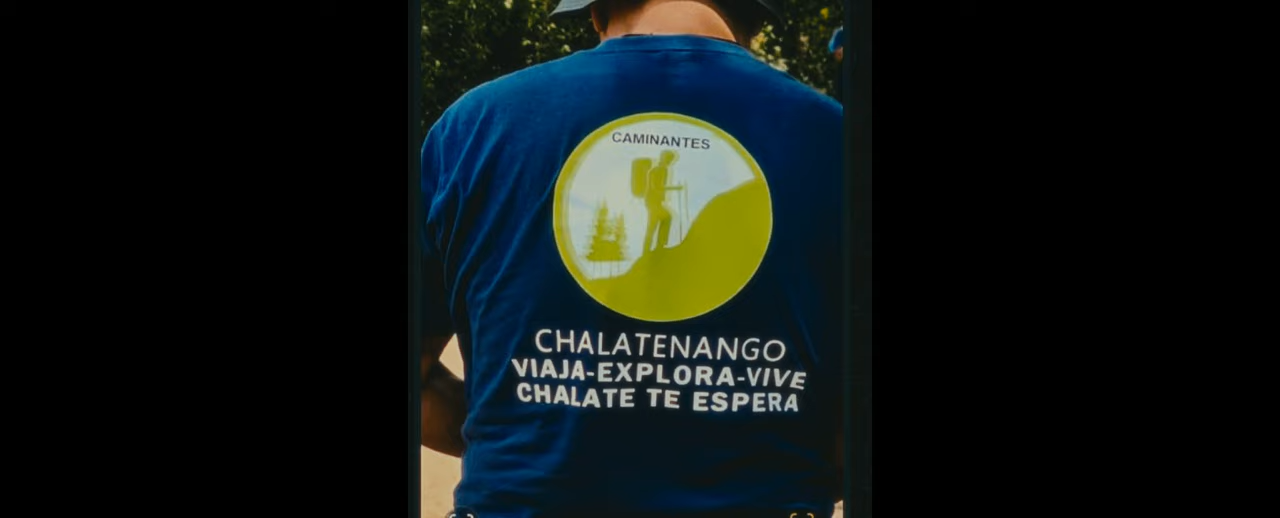 CAMINANTES
CHALATENANGO
VIAJA-EXPLORA-VIVE
CHALATE TE ESPERA